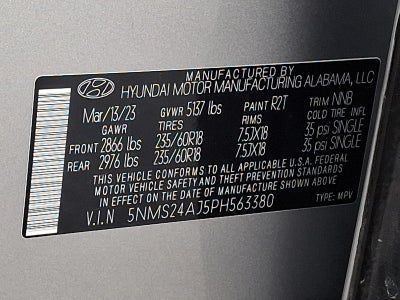 MANUFACTURED BY
HYUNDAI MOTOR MANUFACTURING ALABAMA, LLC
Mar/13/23 GVWR 5137 lbs PAINT R2T TRIM NNB
GAWR TIRES RIMS COLD TIRE INFL
FRONT 2866 lbs 235/60R18 7.5JX18 35 psi SINGLE
REAR 2976 lbs 235/60R18 7.5JX18 35 psi SINGLE
THIS VEHICLE CONFORMS TO ALL APPLICABLE U.S.A. FEDERAL
MOTOR VEHICLE SAFETY AND THEFT PREVENTION STANDARDS
IN EFFECT ON THE DATE OF MANUFACTURE SHOWN ABOVE.
V.I.N 5NMS24AJ5PH563380 TYPE: MPV